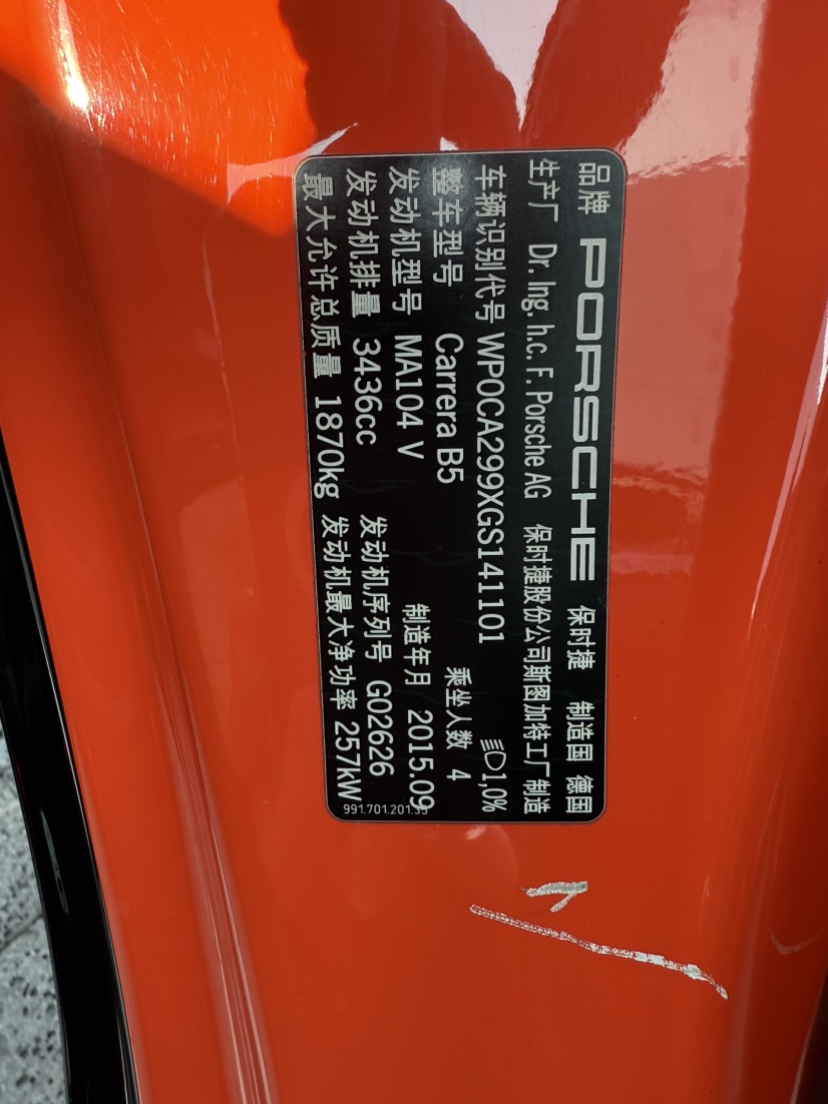 品牌 PORSCHE 保时捷 制造国 德国
生产厂 Dr. Ing. h.c. F. Porsche AG 保时捷股份公司斯图加特工厂制造
车辆识别代号 WP0CA299XGS141101 1,0%
整车型号 Carrera B5 乘坐人数 4
发动机型号 MA104 V 制造年月 2015.09
发动机排量 3436cc 发动机序列号 G02626
最大允许总质量 1870kg 发动机最大净功率 257kW
991.701.201.35